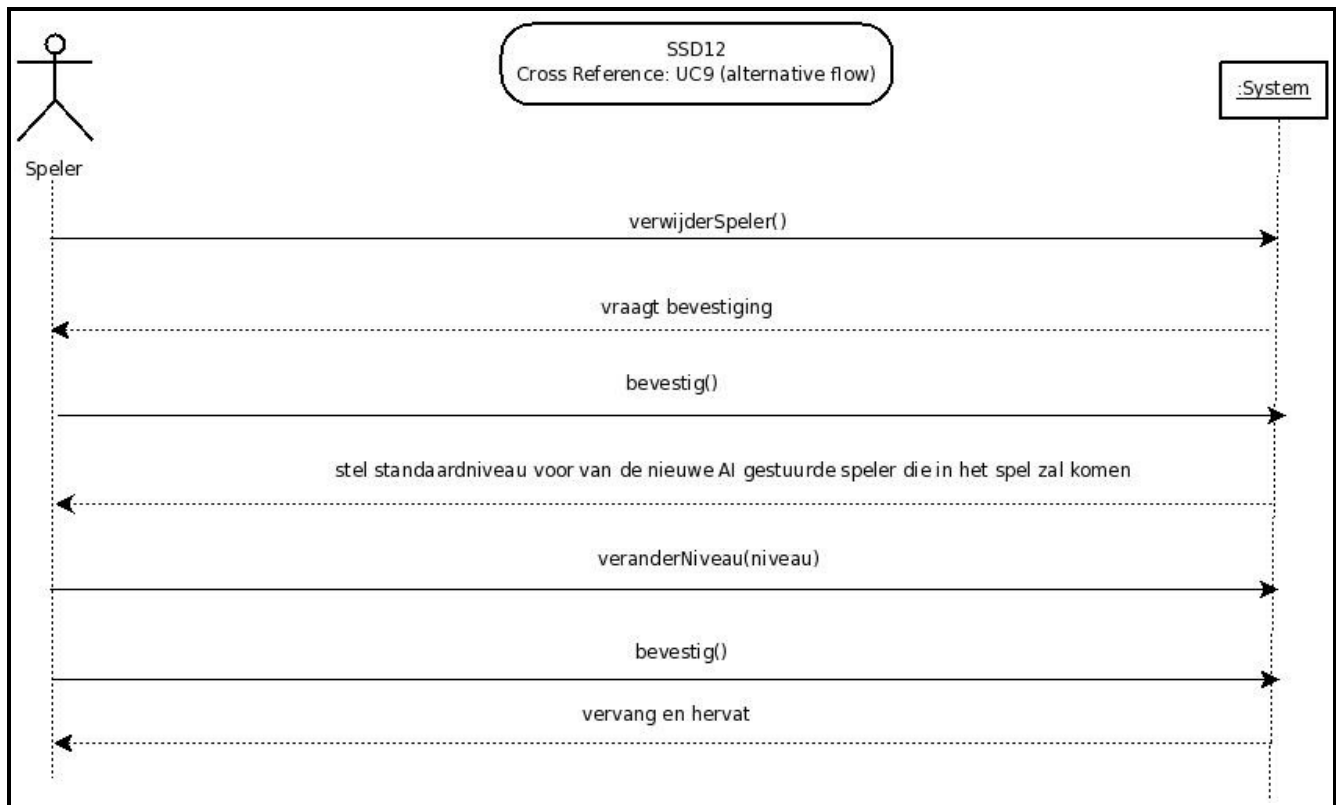 SSD12
Cross Reference: UC9 (alternative flow)
:System
Speler
verwijderSpeler()
vraagt bevestiging
bevestig()
stel standaardniveau voor van de nieuwe AI gestuurde speler die in het spel zal komen
veranderNiveau(niveau)
bevestig()
vervang en hervat